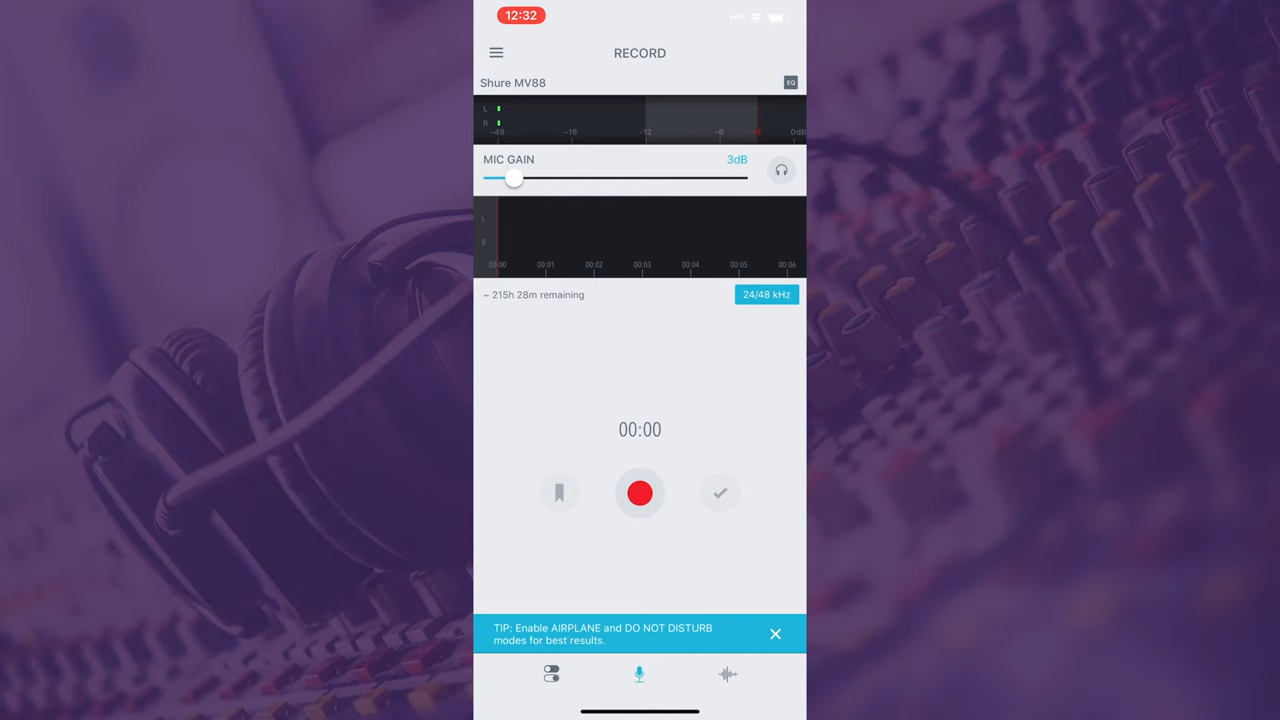 12:32
RECORD
Shure MV88
EQ
L
R
-48 -18 -12 -6 -3 0dB
MIC GAIN 3dB
L
R
00:00 00:01 00:02 00:03 00:04 00:05 00:06
~ 215h 28m remaining
24/48 kHz
00:00
TIP: Enable AIRPLANE and DO NOT DISTURB
modes for best results.